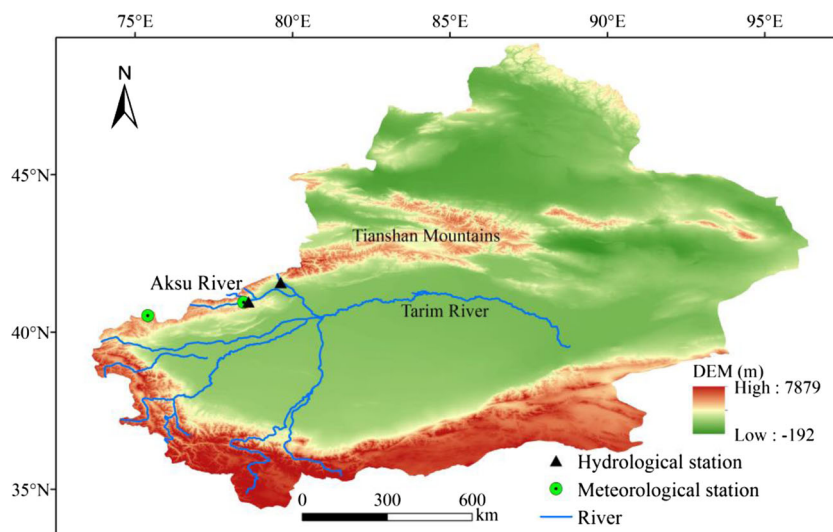 75°E 80°E 85°E 90°E 95°E
N
45°N
Tianshan Mountains
Aksu River
Tarim River
40°N
DEM (m)
High : 7879
Low : -192
Hydrological station
Meteorological station
River
35°N
0 300 600
km